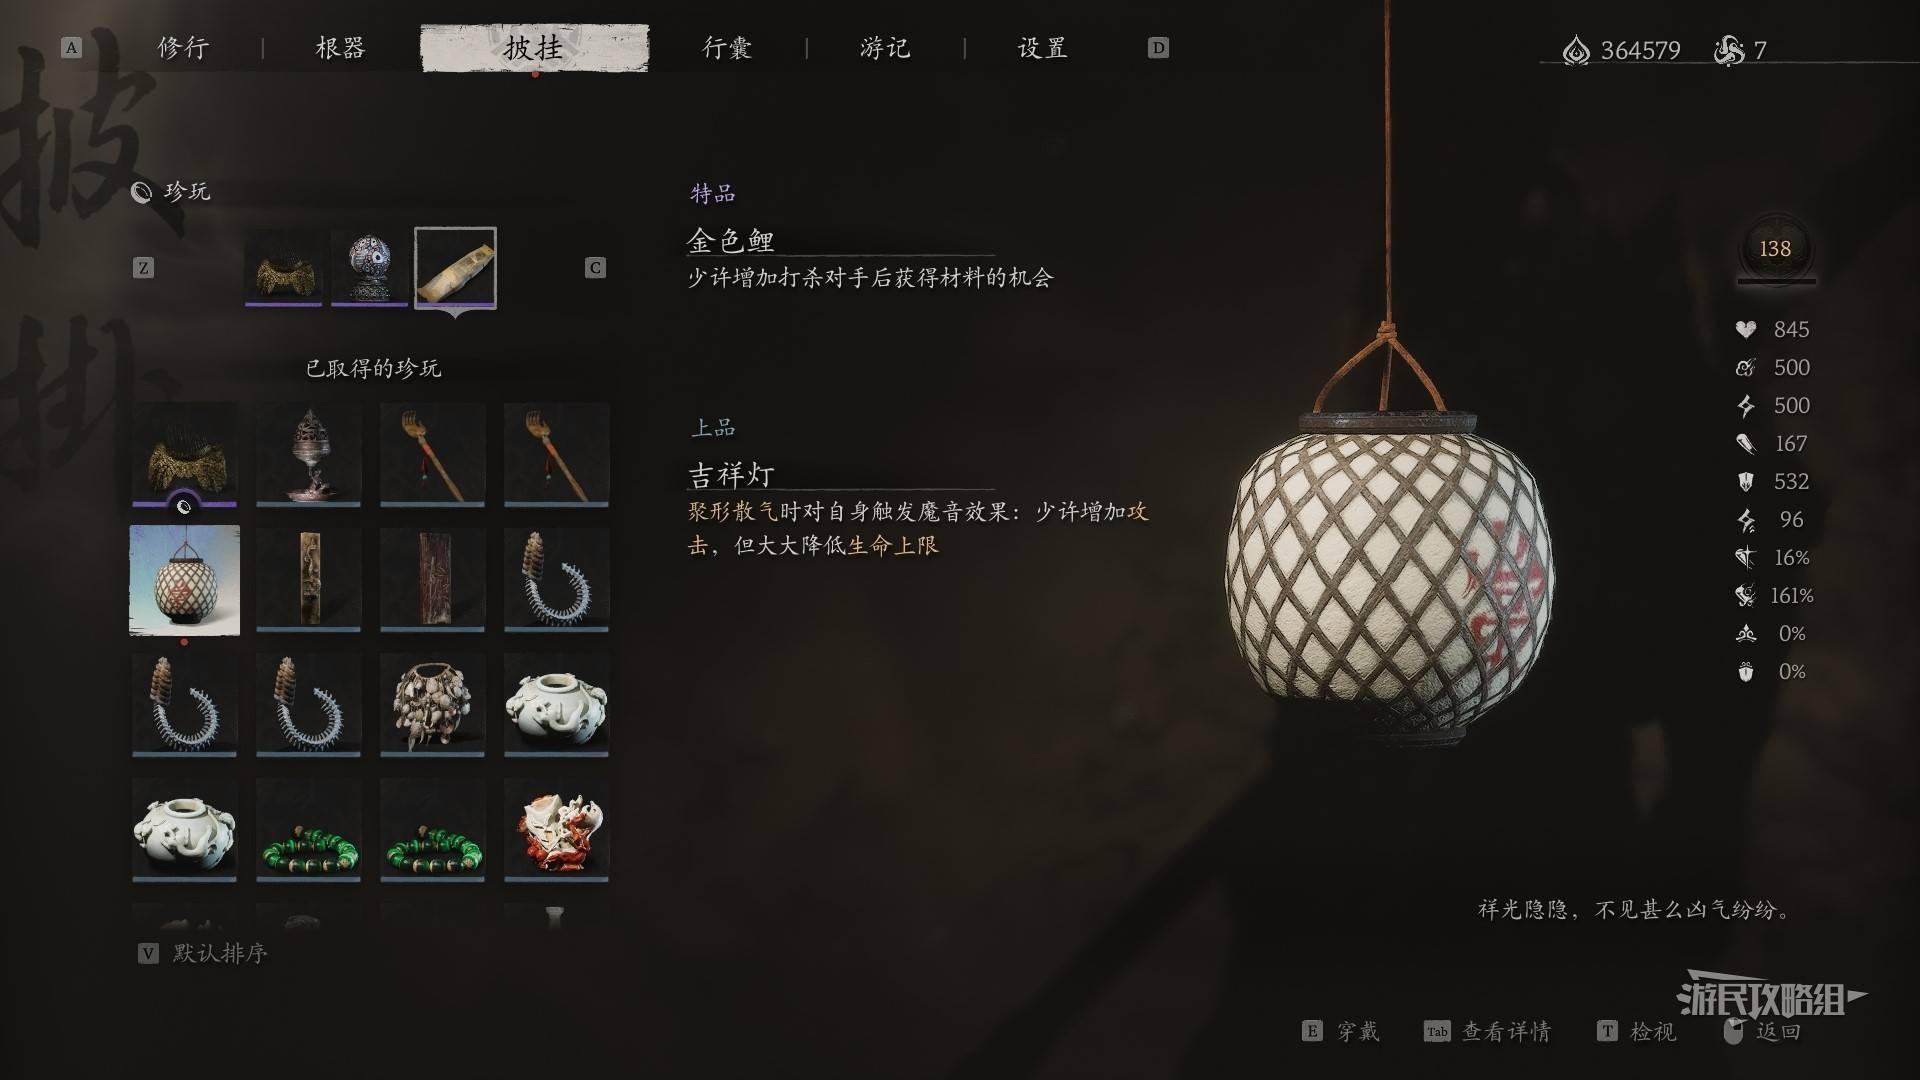 A 修行 根器 披挂 行囊 游记 设置 D 364579 7
披
挂
珍玩
Z C
已取得的珍玩
V 默认排序
特品
金色鲤
少许增加打杀对手后获得材料的机会
上品
吉祥灯
聚形散气时对自身触发魔音效果：少许增加攻
击，但大大降低生命上限
138
845
500
500
167
532
96
16%
161%
0%
0%
祥光隐隐，不见甚么凶气纷纷。
游民攻略组
E 穿戴 Tab 查看详情 T 检视 返回